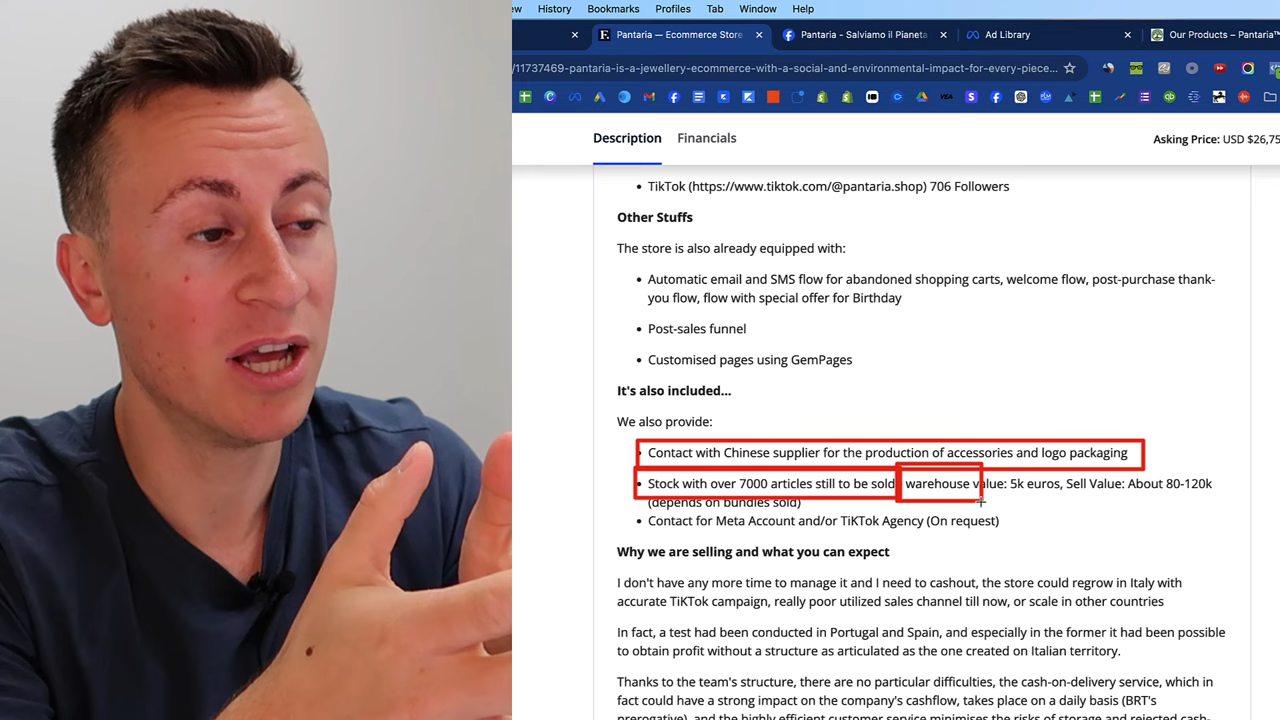 ew History Bookmarks Profiles Tab Window Help
Pantaria — Ecommerce Store Pantaria - Salviamo il Pianeta Ad Library Our Products – Pantaria™
/11737469-pantaria-is-a-jewellery-ecommerce-with-a-social-and-environmental-impact-for-every-piece...
Description Financials Asking Price: USD $26,75
• TikTok (https://www.tiktok.com/@pantaria.shop) 706 Followers
Other Stuffs
The store is also already equipped with:
• Automatic email and SMS flow for abandoned shopping carts, welcome flow, post-purchase thank-
you flow, flow with special offer for Birthday
• Post-sales funnel
• Customised pages using GemPages
It's also included...
We also provide:
• Contact with Chinese supplier for the production of accessories and logo packaging
• Stock with over 7000 articles still to be sold warehouse value: 5k euros, Sell Value: About 80-120k
(depends on bundles sold)
• Contact for Meta Account and/or TiKTok Agency (On request)
Why we are selling and what you can expect
I don't have any more time to manage it and I need to cashout, the store could regrow in Italy with
accurate TiKTok campaign, really poor utilized sales channel till now, or scale in other countries
In fact, a test had been conducted in Portugal and Spain, and especially in the former it had been possible
to obtain profit without a structure as articulated as the one created on Italian territory.
Thanks to the team's structure, there are no particular difficulties, the cash-on-delivery service, which in
fact could have a strong impact on the company's cashflow, takes place on a daily basis (BRT's
prerogative), and the highly efficient customer service minimises the risks of storage and rejected cash-